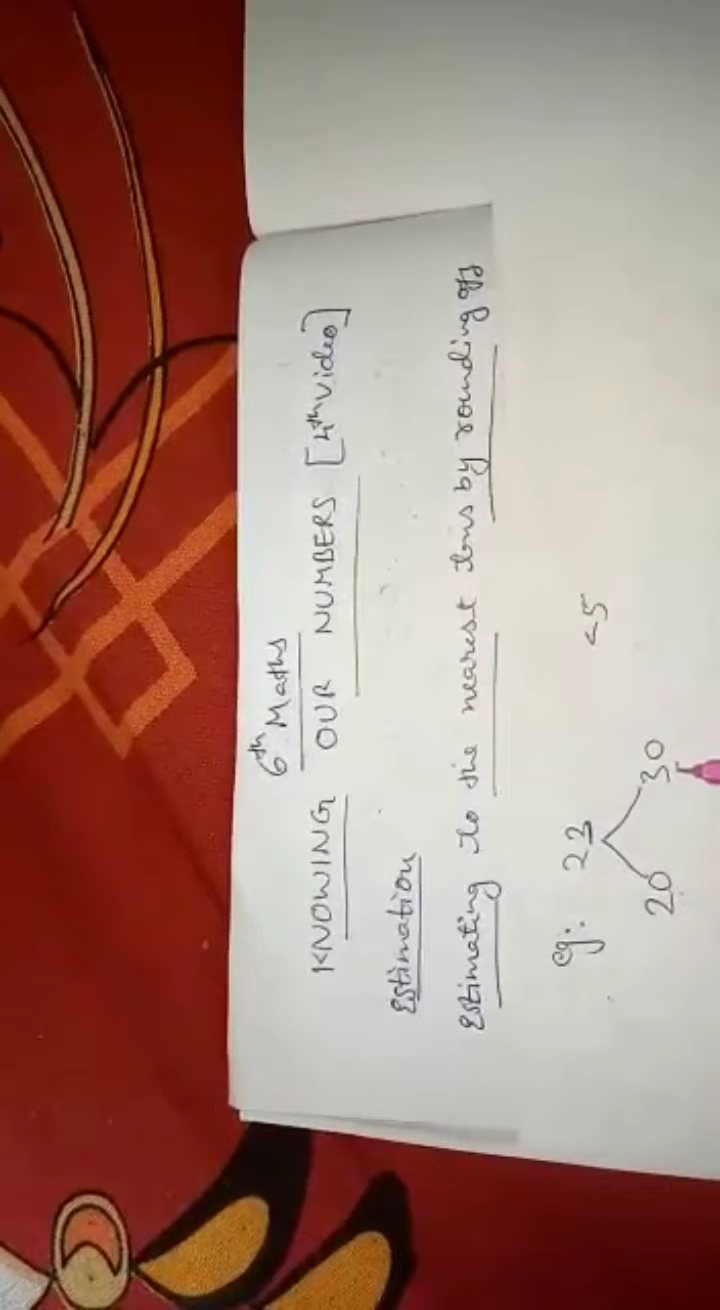 6th Maths
KNOWING OUR NUMBERS [4th Video]
Estimation
Estimating to the nearest tens by rounding off
eg: 23 <5
20 30